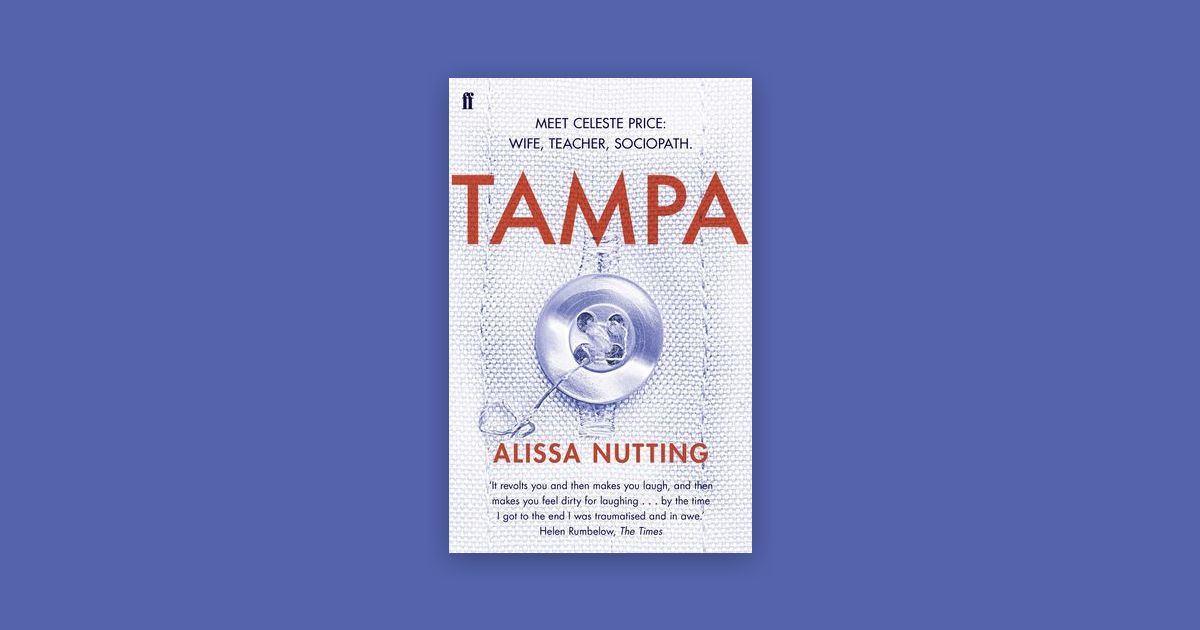 ff
MEET CELESTE PRICE:
WIFE, TEACHER, SOCIOPATH.
TAMPA
ALISSA NUTTING
‘It revolts you and then makes you laugh, and then
makes you feel dirty for laughing . . . by the time
I got to the end I was traumatised and in awe.’
Helen Rumbelow, The Times